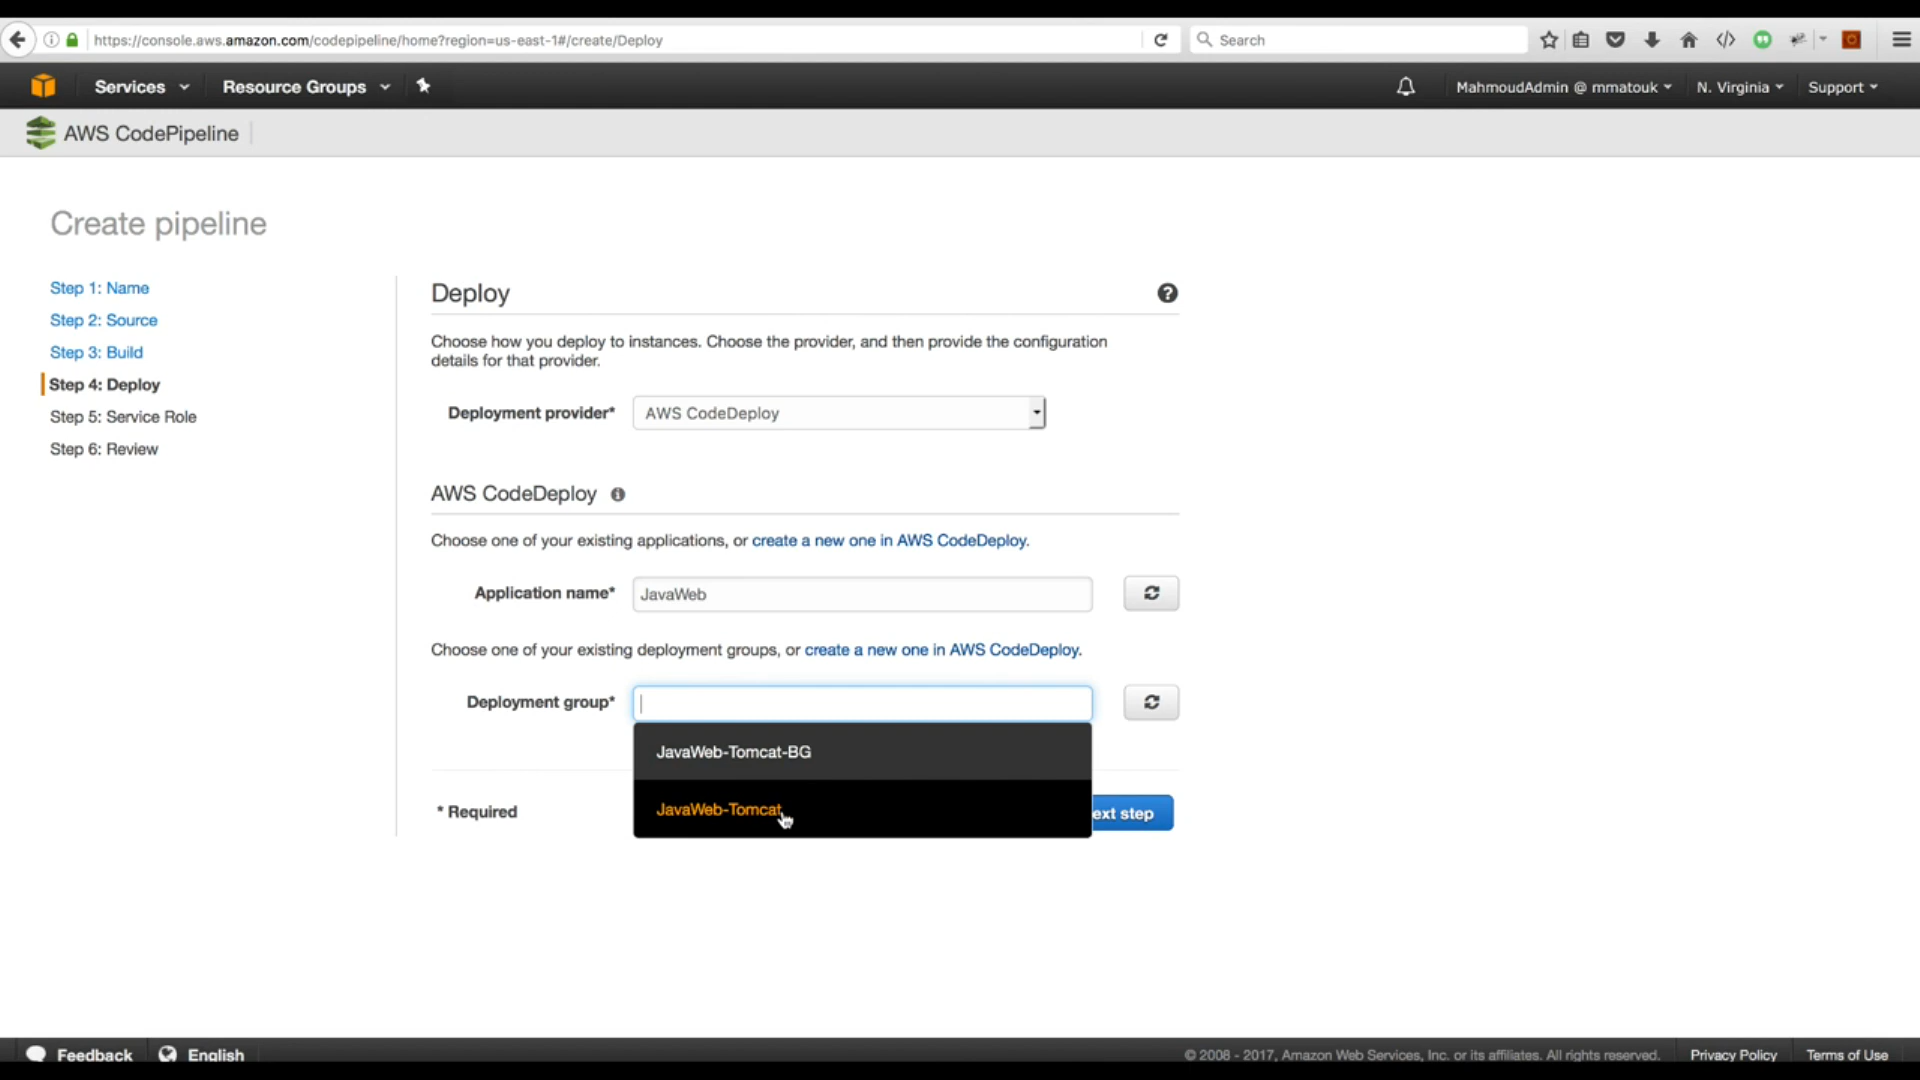 https://console.aws.amazon.com/codepipeline/home?region=us-east-1#/create/Deploy
Search
Services
Resource Groups
MahmoudAdmin @ mmatouk
N. Virginia
Support
AWS CodePipeline
Create pipeline
Step 1: Name
Step 2: Source
Step 3: Build
Step 4: Deploy
Step 5: Service Role
Step 6: Review
Deploy
Choose how you deploy to instances. Choose the provider, and then provide the configuration
details for that provider.
Deployment provider*
AWS CodeDeploy
AWS CodeDeploy
Choose one of your existing applications, or create a new one in AWS CodeDeploy.
Application name*
JavaWeb
Choose one of your existing deployment groups, or create a new one in AWS CodeDeploy.
Deployment group*
JavaWeb-Tomcat-BG
JavaWeb-Tomcat
* Required
ext step
Feedback
English
© 2008 - 2017, Amazon Web Services, Inc. or its affiliates. All rights reserved.
Privacy Policy
Terms of Use